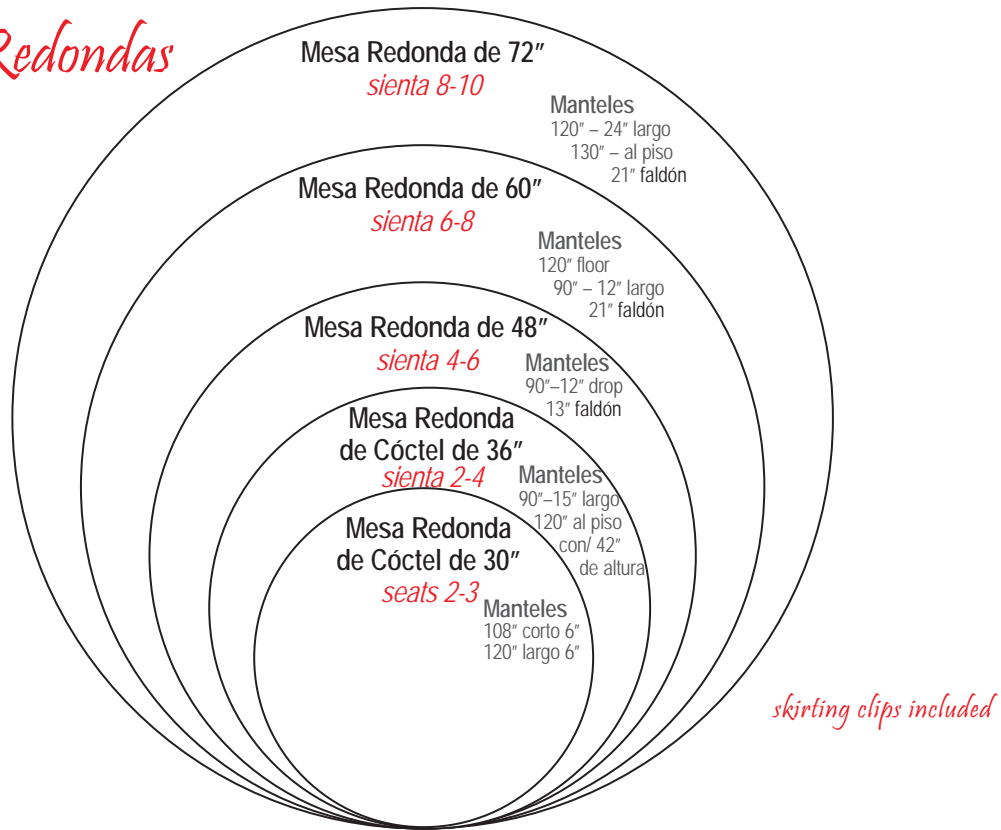 Redondas
Mesa Redonda de 72″
sienta 8-10
Manteles
120″ – 24″ largo
130″ – al piso
21″ faldón
Mesa Redonda de 60″
sienta 6-8
Manteles
120″ floor
90″ – 12″ largo
21″ faldón
Mesa Redonda de 48″
sienta 4-6
Manteles
90″–12″ drop
13″ faldón
Mesa Redonda
de Cóctel de 36″
sienta 2-4
Manteles
90″–15″ largo
120″ al piso
con/ 42″
de altura
Mesa Redonda
de Cóctel de 30″
seats 2-3
Manteles
108″ corto 6″
120″ largo 6″
skirting clips included